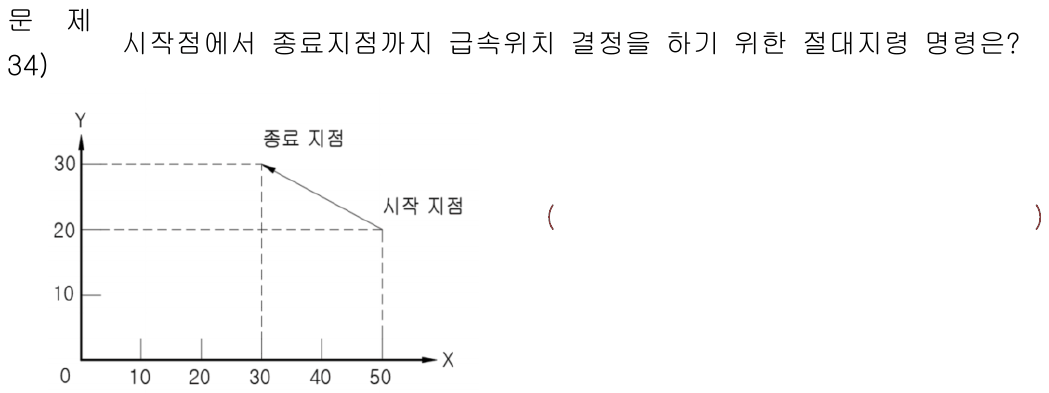 문 제
34)
시작점에서 종료지점까지 급속위치 결정을 하기 위한 절대지령 명령은?
Y
종료 지점
30
시작 지점
( )
20
10
X
0 10 20 30 40 50